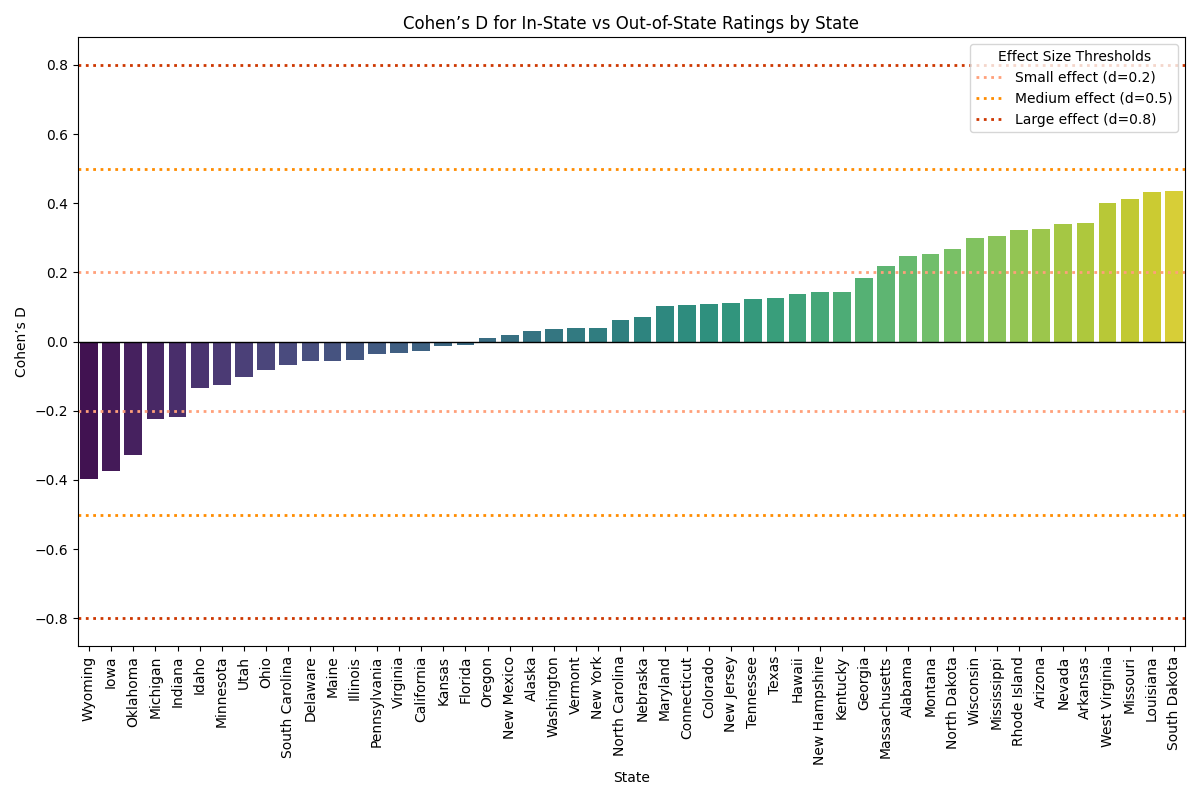 Cohen’s D for In-State vs Out-of-State Ratings by State
Effect Size Thresholds
Small effect (d=0.2)
Medium effect (d=0.5)
Large effect (d=0.8)
Cohen’s D
0.8
0.6
0.4
0.2
0.0
−0.2
−0.4
−0.6
−0.8
Wyoming
Iowa
Oklahoma
Michigan
Indiana
Idaho
Minnesota
Utah
Ohio
South Carolina
Delaware
Maine
Illinois
Pennsylvania
Virginia
California
Kansas
Florida
Oregon
New Mexico
Alaska
Washington
Vermont
New York
North Carolina
Nebraska
Maryland
Connecticut
Colorado
New Jersey
Tennessee
Texas
Hawaii
New Hampshire
Kentucky
Georgia
Massachusetts
Alabama
Montana
North Dakota
Wisconsin
Mississippi
Rhode Island
Arizona
Nevada
Arkansas
West Virginia
Missouri
Louisiana
South Dakota
State